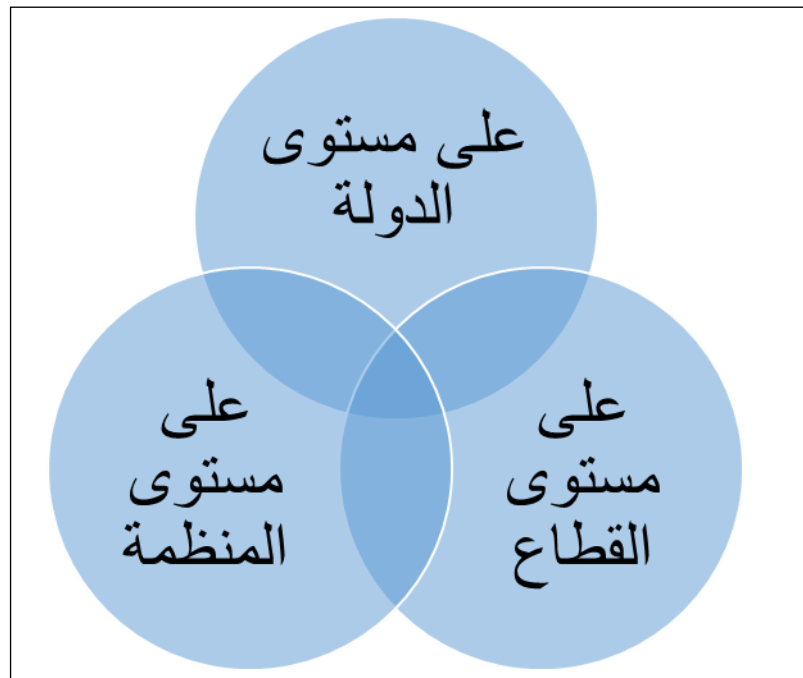 على مستوى
الدولة
على
مستوى
القطاع
على
مستوى
المنظمة